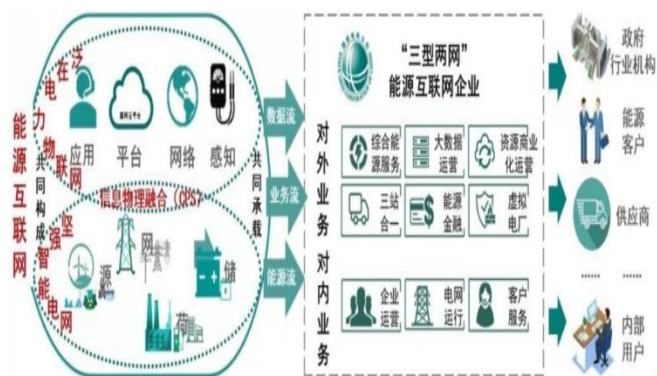 能源互联网
泛在电力物联网
共同构成
应用
平台
网络
感知
共同承载
信息物理融合（CPS）
坚强智能电网
源
网
荷
储
数据流
业务流
能源流
“三型两网”
能源互联网企业
对外业务
综合能
源服务
大数据
运营
资源商业
化运营
三站
合一
能源
金融
虚拟
电厂
对内业务
企业
运营
电网
运行
客户
服务
政府
行业机构
能源
客户
供应商
...... ......
内部
用户